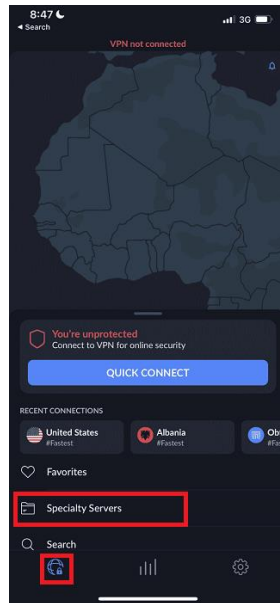 8:47
3G
◀ Search
VPN not connected
You're unprotected
Connect to VPN for online security
QUICK CONNECT
RECENT CONNECTIONS
United States
#Fastest
Albania
#Fastest
Favorites
Specialty Servers
Search